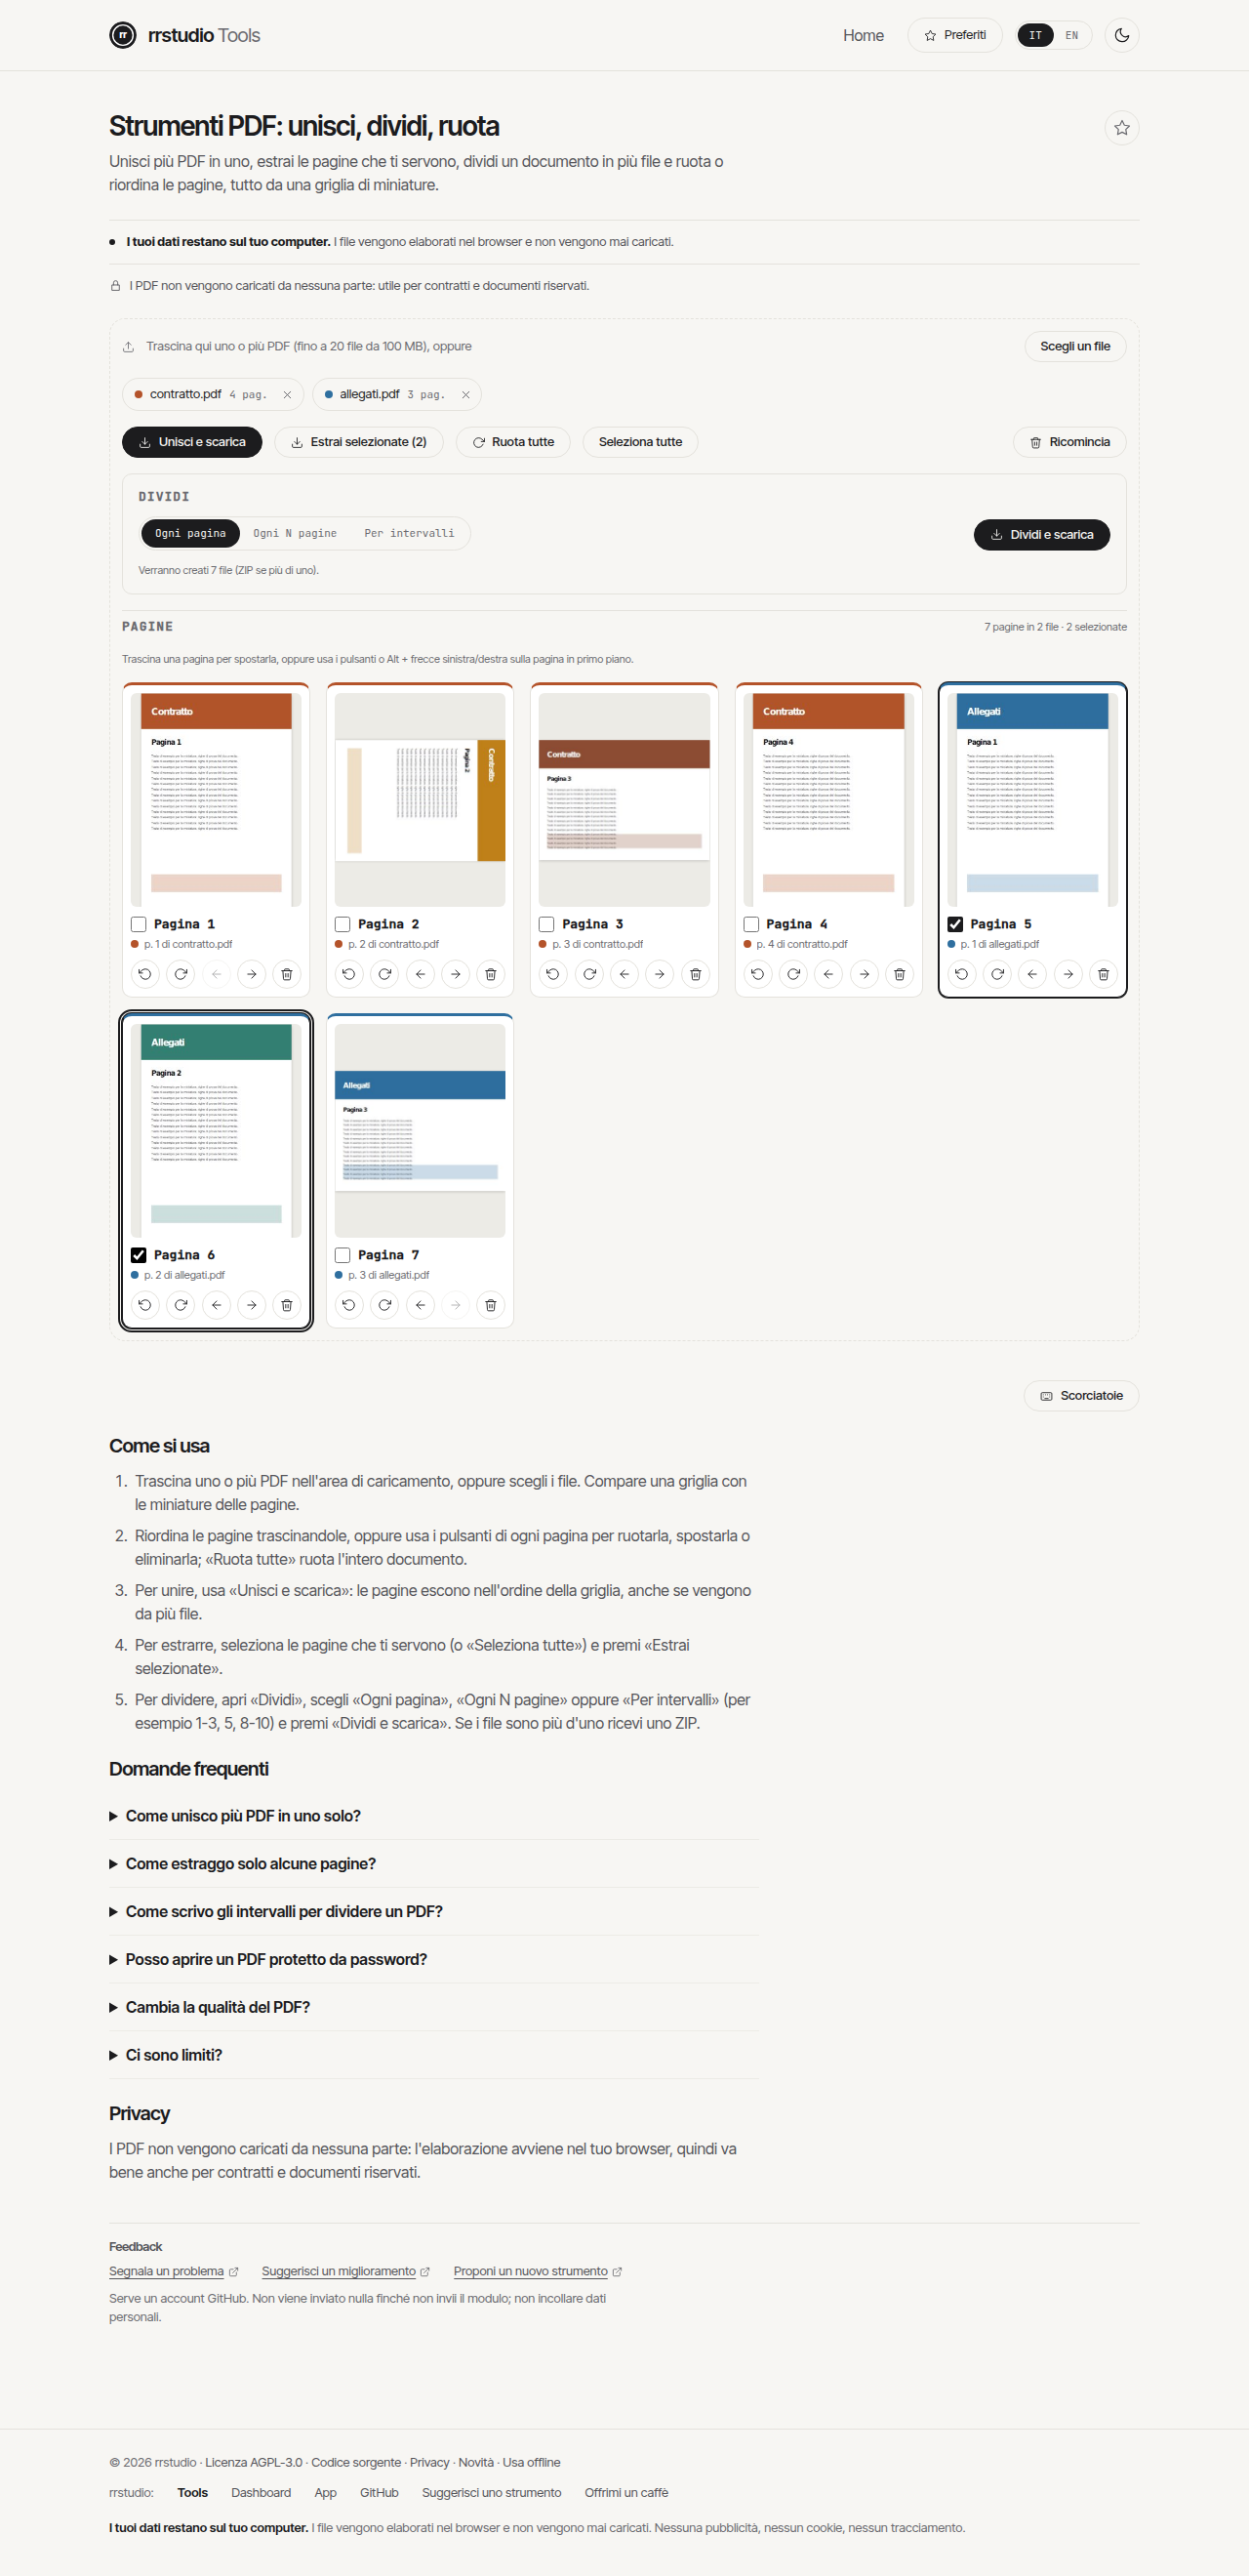 rr rrstudio Tools
Home
Preferiti
IT EN
Strumenti PDF: unisci, dividi, ruota
Unisci più PDF in uno, estrai le pagine che ti servono, dividi un documento in più file e ruota o
riordina le pagine, tutto da una griglia di miniature.
I tuoi dati restano sul tuo computer. I file vengono elaborati nel browser e non vengono mai caricati.
I PDF non vengono caricati da nessuna parte: utile per contratti e documenti riservati.
Trascina qui uno o più PDF (fino a 20 file da 100 MB), oppure
Scegli un file
contratto.pdf 4 pag.
allegati.pdf 3 pag.
Unisci e scarica
Estrai selezionate (2)
Ruota tutte
Seleziona tutte
Ricomincia
DIVIDI
Ogni pagina
Ogni N pagine
Per intervalli
Dividi e scarica
Verranno creati 7 file (ZIP se più di uno).
PAGINE
7 pagine in 2 file · 2 selezionate
Trascina una pagina per spostarla, oppure usa i pulsanti o Alt + frecce sinistra/destra sulla pagina in primo piano.
Contratto
Pagina 1
Pagina 1
p. 1 di contratto.pdf
Contratto
Pagina 2
Pagina 2
p. 2 di contratto.pdf
Contratto
Pagina 3
Pagina 3
p. 3 di contratto.pdf
Contratto
Pagina 4
Pagina 4
p. 4 di contratto.pdf
Allegati
Pagina 1
Pagina 5
p. 1 di allegati.pdf
Allegati
Pagina 2
Pagina 6
p. 2 di allegati.pdf
Allegati
Pagina 3
Pagina 7
p. 3 di allegati.pdf
Scorciatoie
Come si usa
1. Trascina uno o più PDF nell'area di caricamento, oppure scegli i file. Compare una griglia con
le miniature delle pagine.
2. Riordina le pagine trascinandole, oppure usa i pulsanti di ogni pagina per ruotarla, spostarla o
eliminarla; «Ruota tutte» ruota l'intero documento.
3. Per unire, usa «Unisci e scarica»: le pagine escono nell'ordine della griglia, anche se vengono
da più file.
4. Per estrarre, seleziona le pagine che ti servono (o «Seleziona tutte») e premi «Estrai
selezionate».
5. Per dividere, apri «Dividi», scegli «Ogni pagina», «Ogni N pagine» oppure «Per intervalli» (per
esempio 1-3, 5, 8-10) e premi «Dividi e scarica». Se i file sono più d'uno ricevi uno ZIP.
Domande frequenti
Come unisco più PDF in uno solo?
Come estraggo solo alcune pagine?
Come scrivo gli intervalli per dividere un PDF?
Posso aprire un PDF protetto da password?
Cambia la qualità del PDF?
Ci sono limiti?
Privacy
I PDF non vengono caricati da nessuna parte: l'elaborazione avviene nel tuo browser, quindi va
bene anche per contratti e documenti riservati.
Feedback
Segnala un problema
Suggerisci un miglioramento
Proponi un nuovo strumento
Serve un account GitHub. Non viene inviato nulla finché non invii il modulo; non incollare dati
personali.
© 2026 rrstudio · Licenza AGPL-3.0 · Codice sorgente · Privacy · Novità · Usa offline
rrstudio: Tools Dashboard App GitHub Suggerisci uno strumento Offrimi un caffè
I tuoi dati restano sul tuo computer. I file vengono elaborati nel browser e non vengono mai caricati. Nessuna pubblicità, nessun cookie, nessun tracciamento.